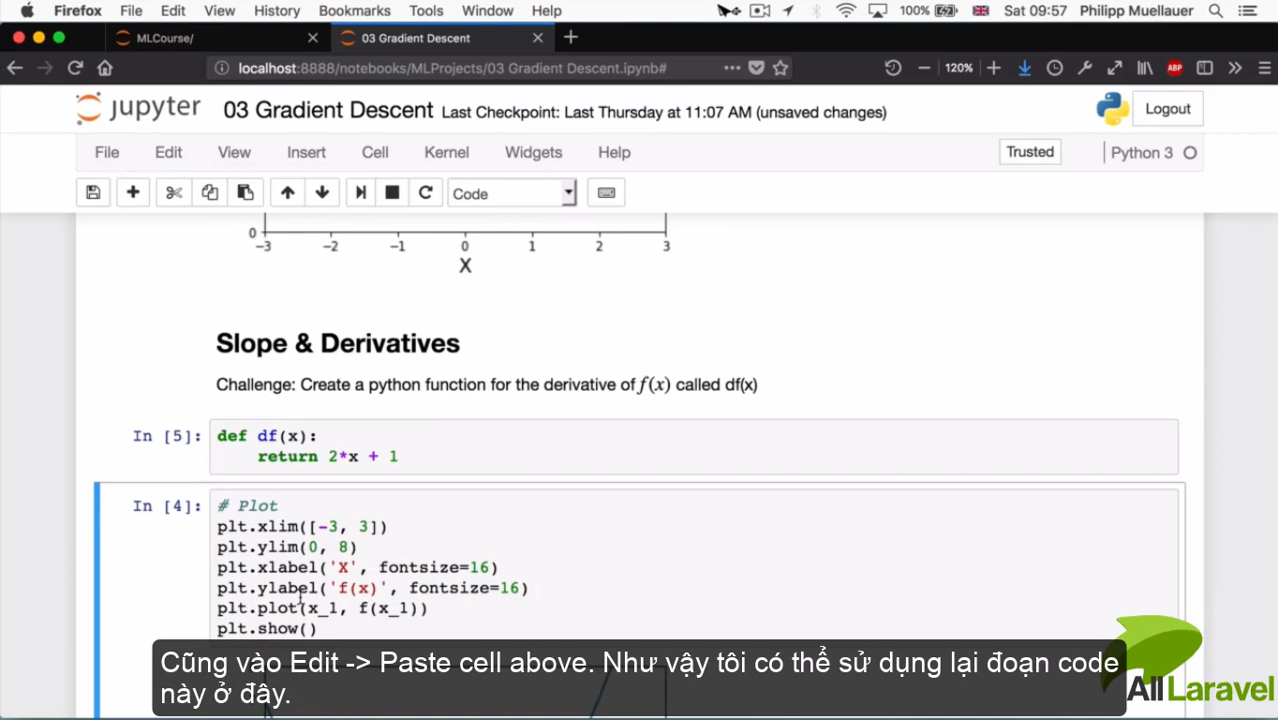 Firefox File Edit View History Bookmarks Tools Window Help 100% Sat 09:57 Philipp Muellauer
MLCourse/ 03 Gradient Descent
localhost:8888/notebooks/MLProjects/03 Gradient Descent.ipynb# 120% ABP
jupyter 03 Gradient Descent Last Checkpoint: Last Thursday at 11:07 AM (unsaved changes) Logout
File Edit View Insert Cell Kernel Widgets Help Trusted Python 3
Code
0
−3 −2 −1 0 1 2 3
X
Slope & Derivatives
Challenge: Create a python function for the derivative of f(x) called df(x)
In [5]: def df(x):
return 2*x + 1
In [4]: # Plot
plt.xlim([-3, 3])
plt.ylim(0, 8)
plt.xlabel('X', fontsize=16)
plt.ylabel('f(x)', fontsize=16)
plt.plot(x_1, f(x_1))
plt.show()
Cũng vào Edit -> Paste cell above. Như vậy tôi có thể sử dụng lại đoạn code
này ở đây.
AllLaravel